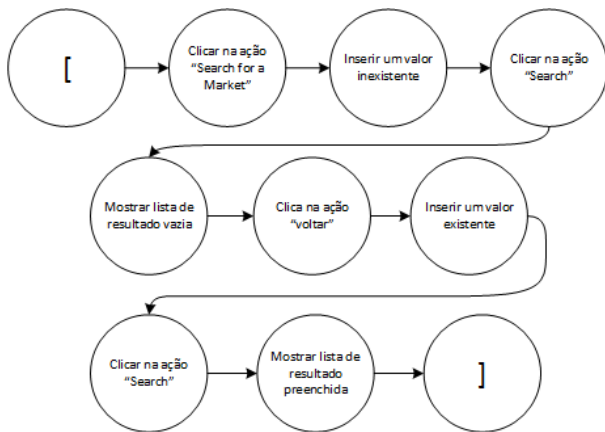 [
Clicar na ação
“Search for a
Market”
Inserir um valor
inexistente
Clicar na ação
“Search”
Mostrar lista de
resultado vazia
Clica na ação
“voltar”
Inserir um valor
existente
Clicar na ação
“Search”
Mostrar lista de
resultado
preenchida
]